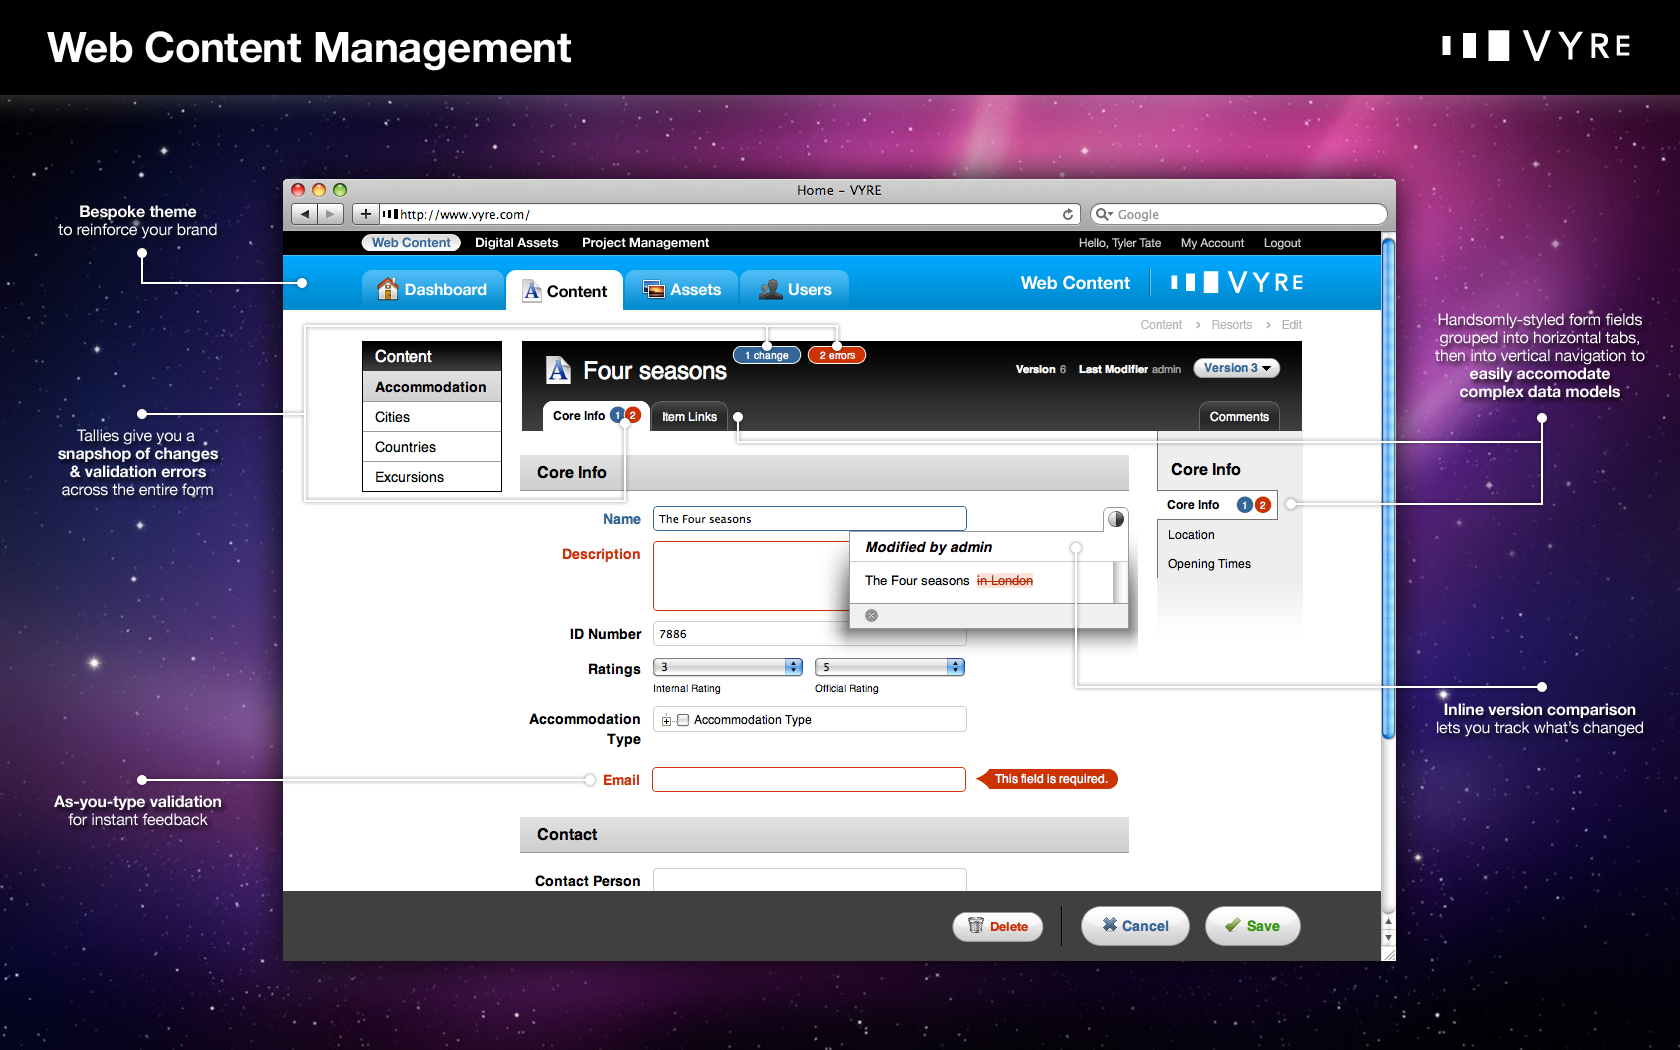 Web Content Management
VYRE
Bespoke theme
to reinforce your brand
Tallies give you a
snapshop of changes
& validation errors
across the entire form
As-you-type validation
for instant feedback
Home – VYRE
http://www.vyre.com/
Google
Web Content
Digital Assets
Project Management
Hello, Tyler Tate
My Account
Logout
Dashboard
Content
Assets
Users
Web Content
VYRE
Content > Resorts > Edit
Content
Accommodation
Cities
Countries
Excursions
Four seasons
1 change
2 errors
Version 6 Last Modifier admin
Version 3
Core Info 1 2
Item Links
Comments
Core Info
Name
The Four seasons
Description
Modified by admin
The Four seasons in London
ID Number
7886
Ratings
3
5
Internal Rating
Official Rating
Accommodation
Type
Accommodation Type
Email
This field is required.
Contact
Contact Person
Core Info
Core Info 1 2
Location
Opening Times
Delete
Cancel
Save
Handsomly-styled form fields
grouped into horizontal tabs,
then into vertical navigation to
easily accomodate
complex data models
Inline version comparison
lets you track what's changed